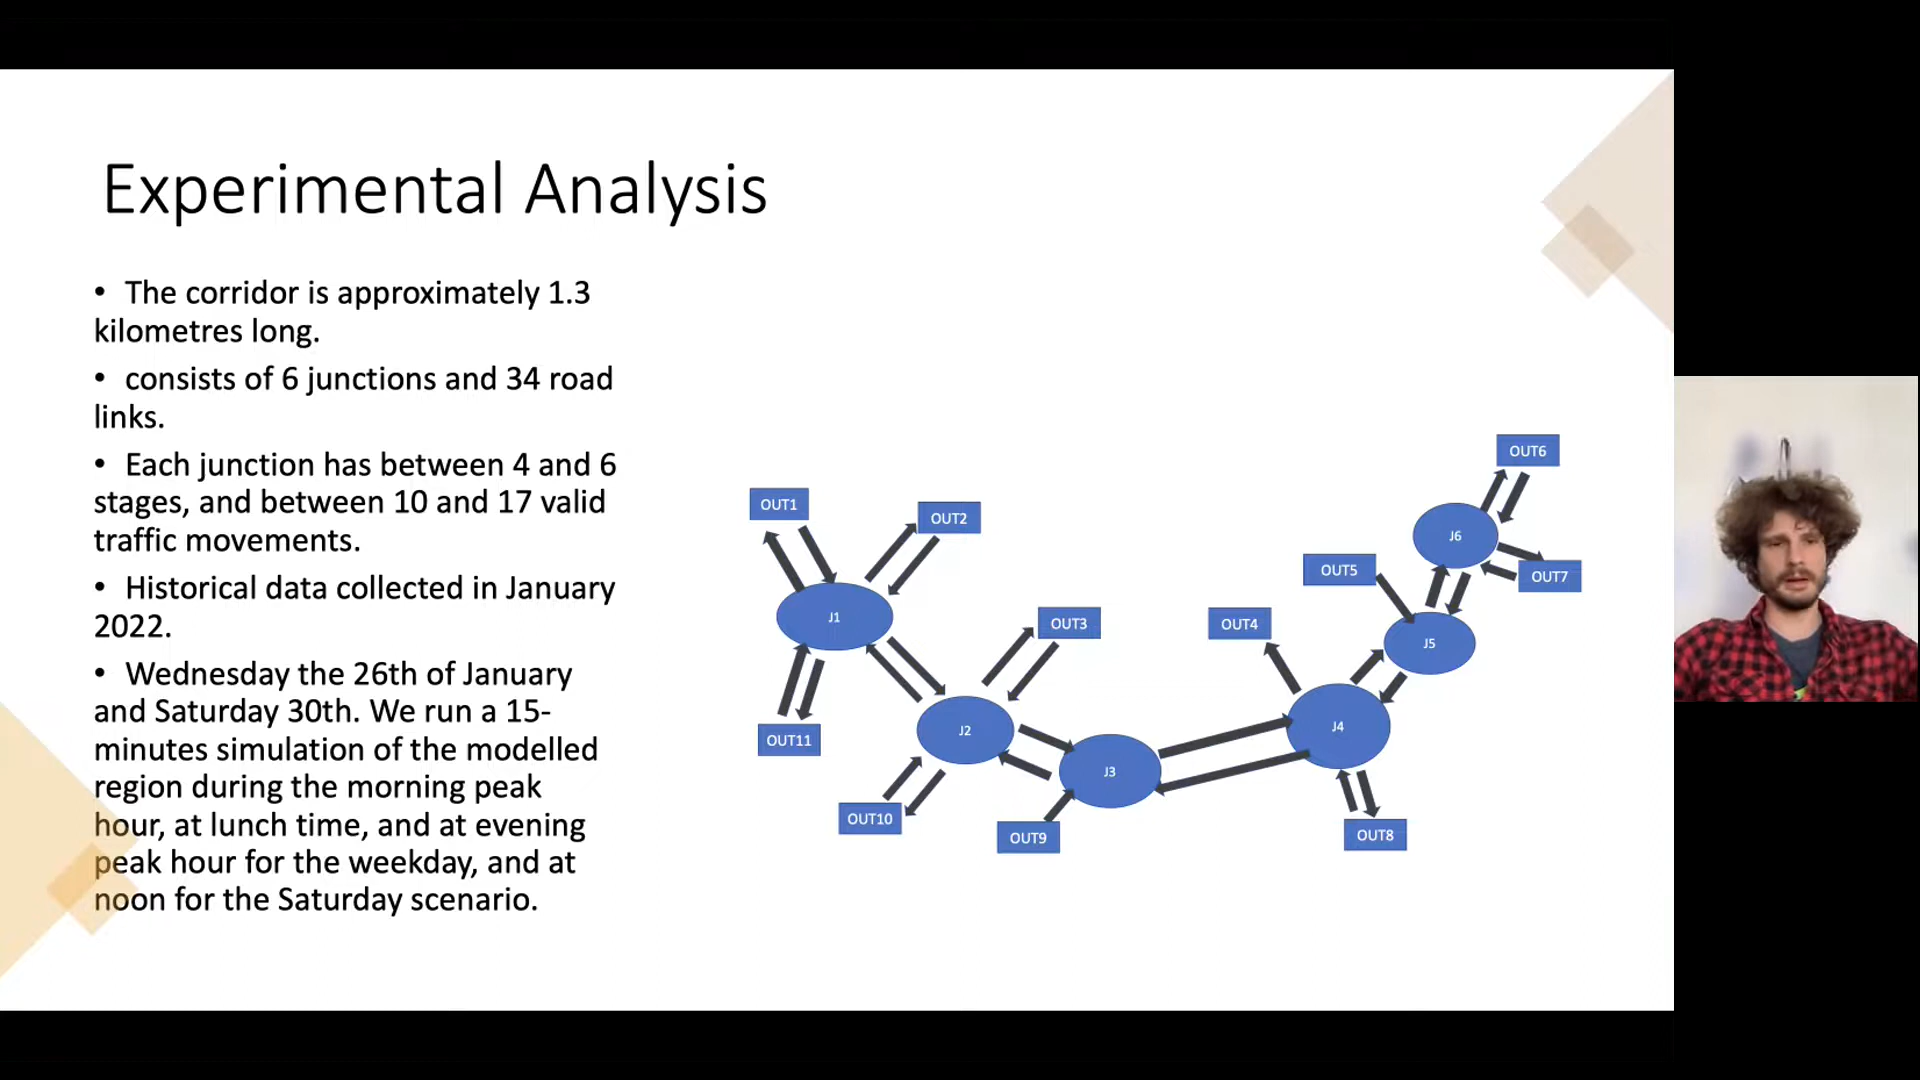 Experimental Analysis
• The corridor is approximately 1.3
kilometres long.
• consists of 6 junctions and 34 road
links.
• Each junction has between 4 and 6
stages, and between 10 and 17 valid
traffic movements.
• Historical data collected in January
2022.
• Wednesday the 26th of January
and Saturday 30th. We run a 15-
minutes simulation of the modelled
region during the morning peak
hour, at lunch time, and at evening
peak hour for the weekday, and at
noon for the Saturday scenario.
OUT1
OUT2
OUT3
OUT4
OUT5
OUT6
OUT7
J1
J2
J3
J4
J5
J6
OUT11
OUT10
OUT9
OUT8